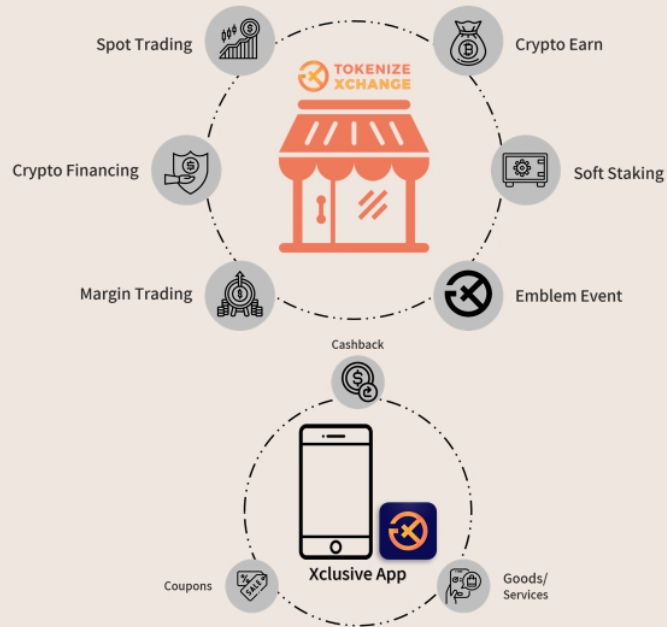 Spot Trading
Crypto Earn
TOKENIZE
XCHANGE
Crypto Financing
Soft Staking
Margin Trading
Emblem Event
Cashback
Xclusive App
Coupons
% SALE
Goods/
Services